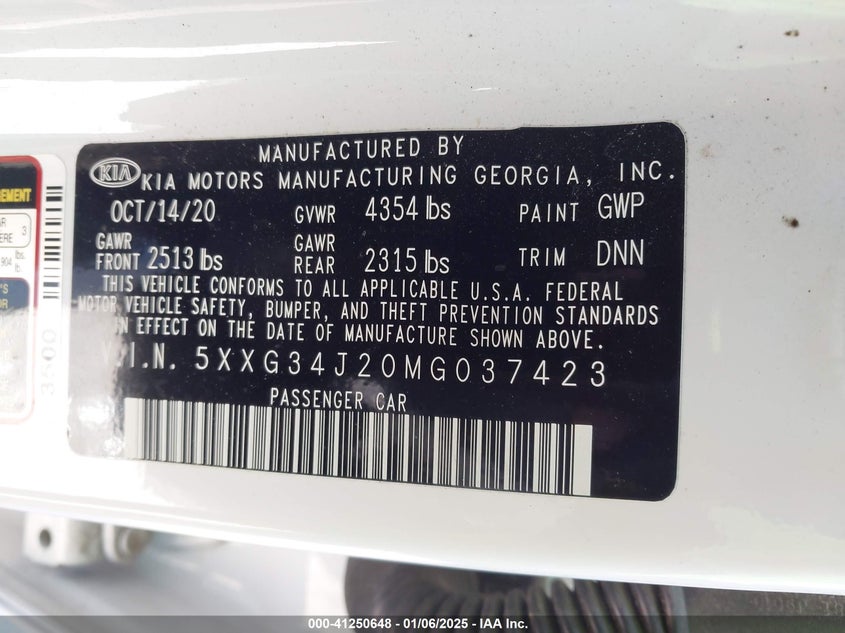 MANUFACTURED BY
KIA KIA MOTORS MANUFACTURING GEORGIA, INC.
OCT/14/20 GVWR 4354 lbs PAINT GWP
GAWR FRONT 2513 lbs GAWR REAR 2315 lbs TRIM DNN
THIS VEHICLE CONFORMS TO ALL APPLICABLE U.S.A. FEDERAL
MOTOR VEHICLE SAFETY, BUMPER, AND THEFT PREVENTION STANDARDS
IN EFFECT ON THE DATE OF MANUFACTURE SHOWN ABOVE.
V.I.N. 5XXG34J20MG037423
PASSENGER CAR
3
lbs.
000-41250648 - 01/06/2025 - IAA Inc.